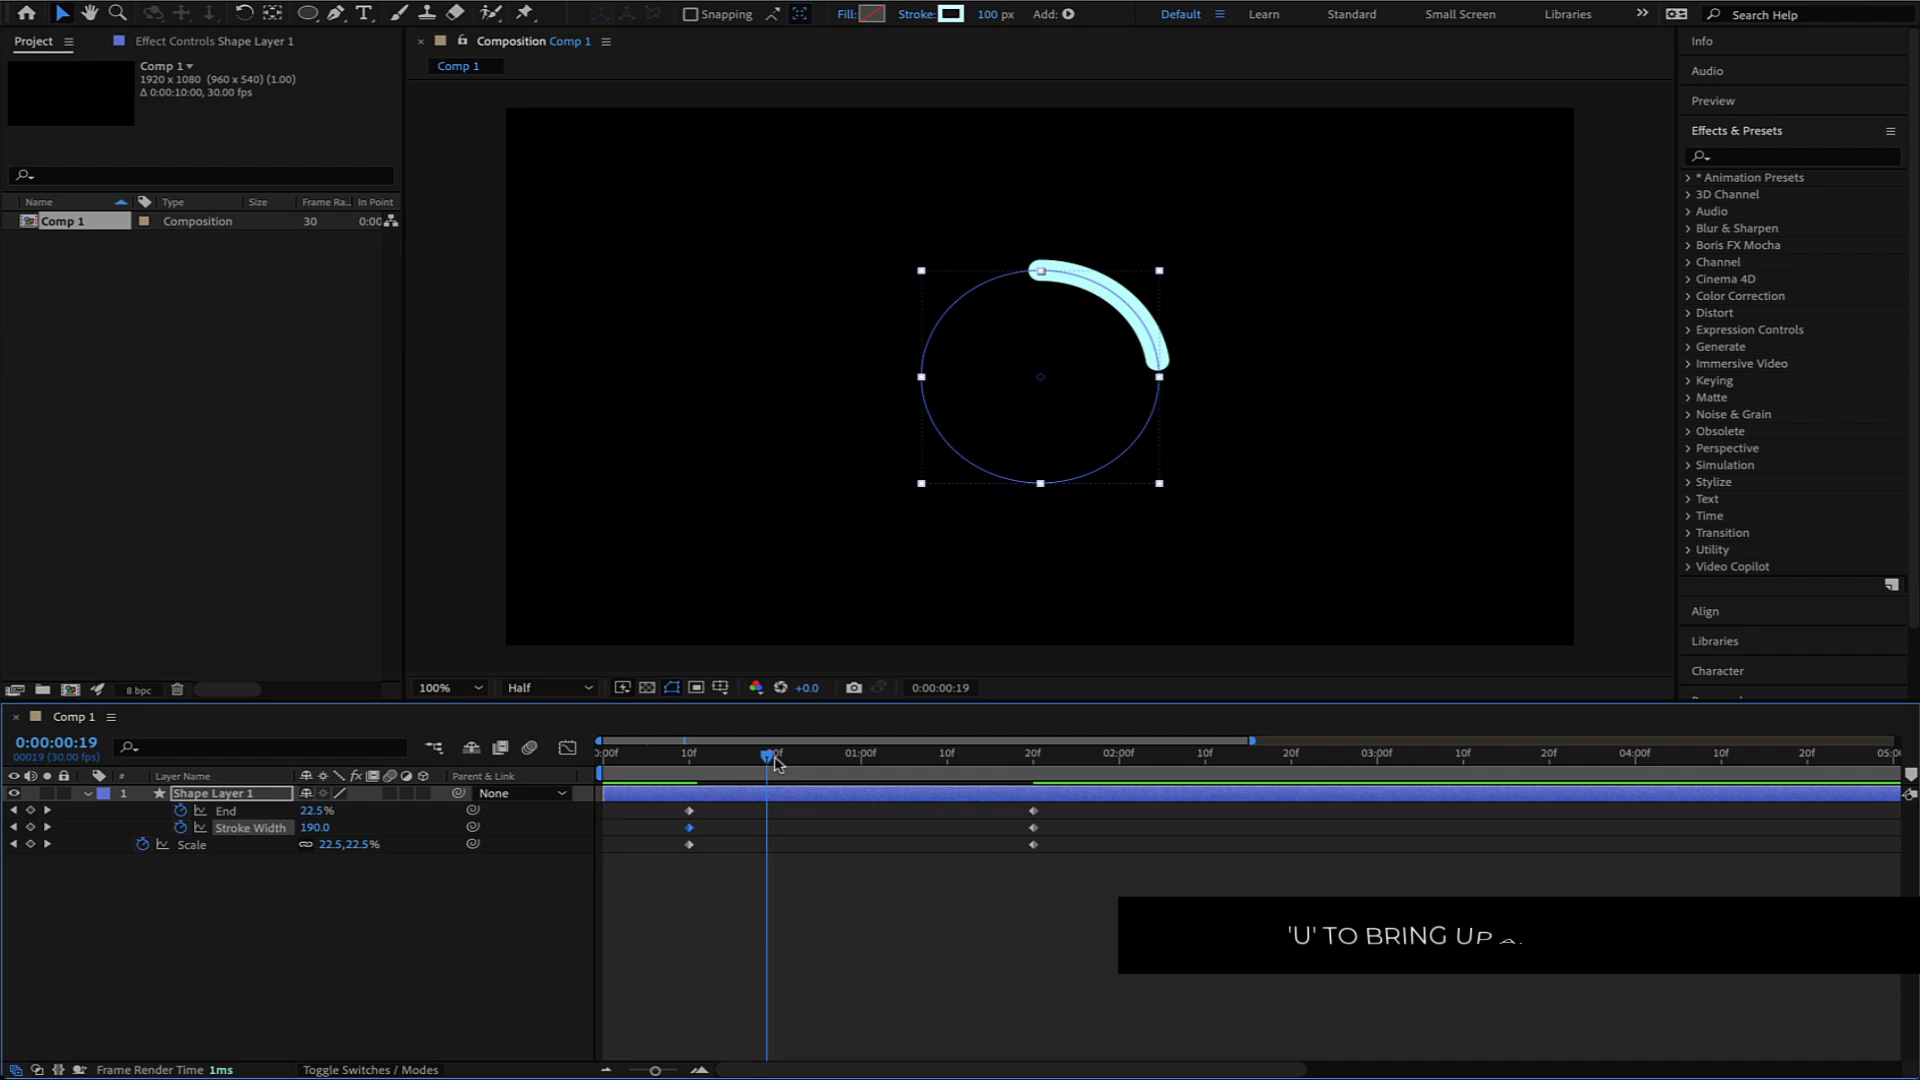 Snapping
Fill:
Stroke:
100 px
Add:
Default
Learn
Standard
Small Screen
Libraries
Search Help
Project
Effect Controls Shape Layer 1
Comp 1
1920 x 1080 (960 x 540) (1.00)
Δ 0:00:10:00, 30.00 fps
Name
Type
Size
Frame Ra...
In Point
Comp 1
Composition
30
0:00
8 bpc
Composition Comp 1
Comp 1
100%
Half
+0.0
0:00:00:19
Info
Audio
Preview
Effects & Presets
* Animation Presets
3D Channel
Audio
Blur & Sharpen
Boris FX Mocha
Channel
Cinema 4D
Color Correction
Distort
Expression Controls
Generate
Immersive Video
Keying
Matte
Noise & Grain
Obsolete
Perspective
Simulation
Stylize
Text
Time
Transition
Utility
Video Copilot
Align
Libraries
Character
Comp 1
0:00:00:19
00019 (30.00 fps)
# Layer Name
Parent & Link
1 Shape Layer 1
None
End 22.5%
Stroke Width 190.0
Scale 22.5,22.5%
:00f 10f 01:00f 10f 20f 02:00f 10f 20f 03:00f 10f 20f 04:00f 10f 20f 05:0
'U' TO BRING UP
Frame Render Time 1ms
Toggle Switches / Modes